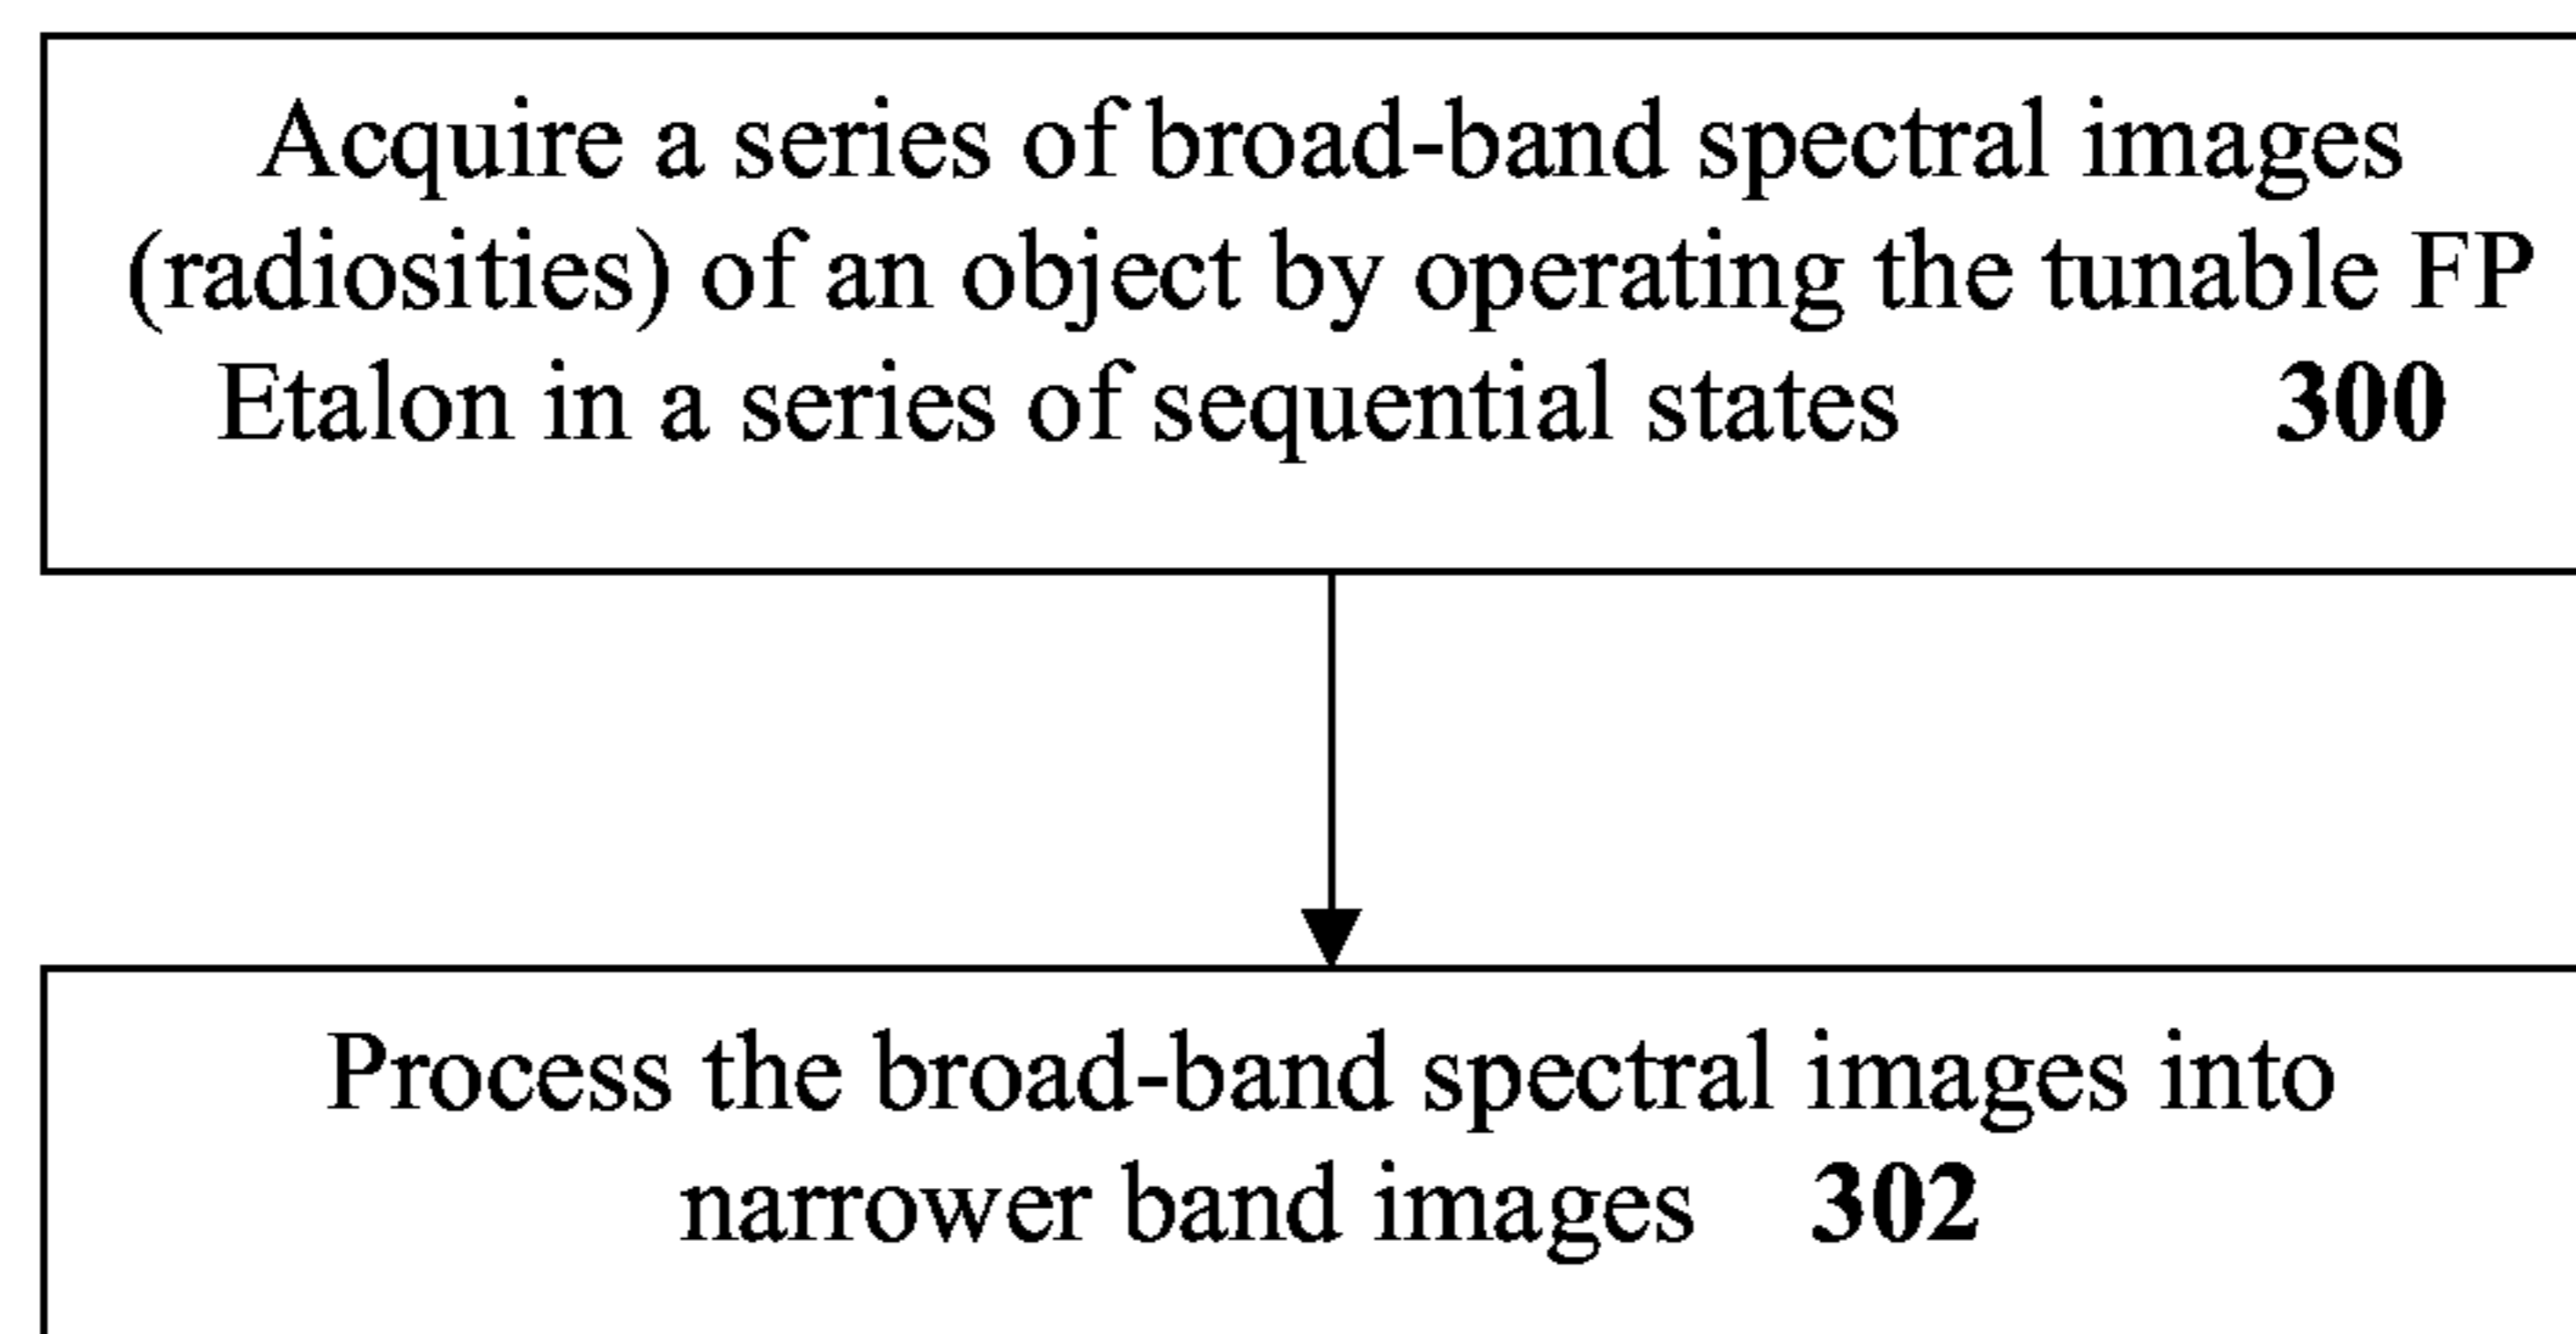 Acquire a series of broad-band spectral images
(radiosities) of an object by operating the tunable FP
Etalon in a series of sequential states 300
Process the broad-band spectral images into
narrower band images 302